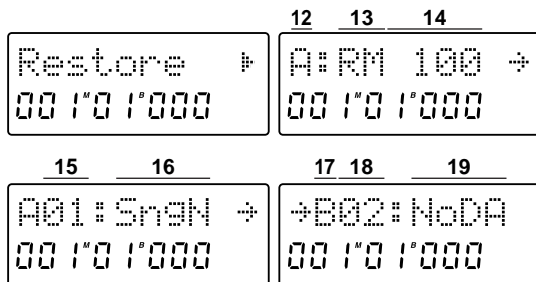 12 13 14
Restore
A:RM 100 →
001M01B000
001M01B000
15 16
17 18 19
A01:SngN →
→B02:NoDA
001M01B000
001M01B000